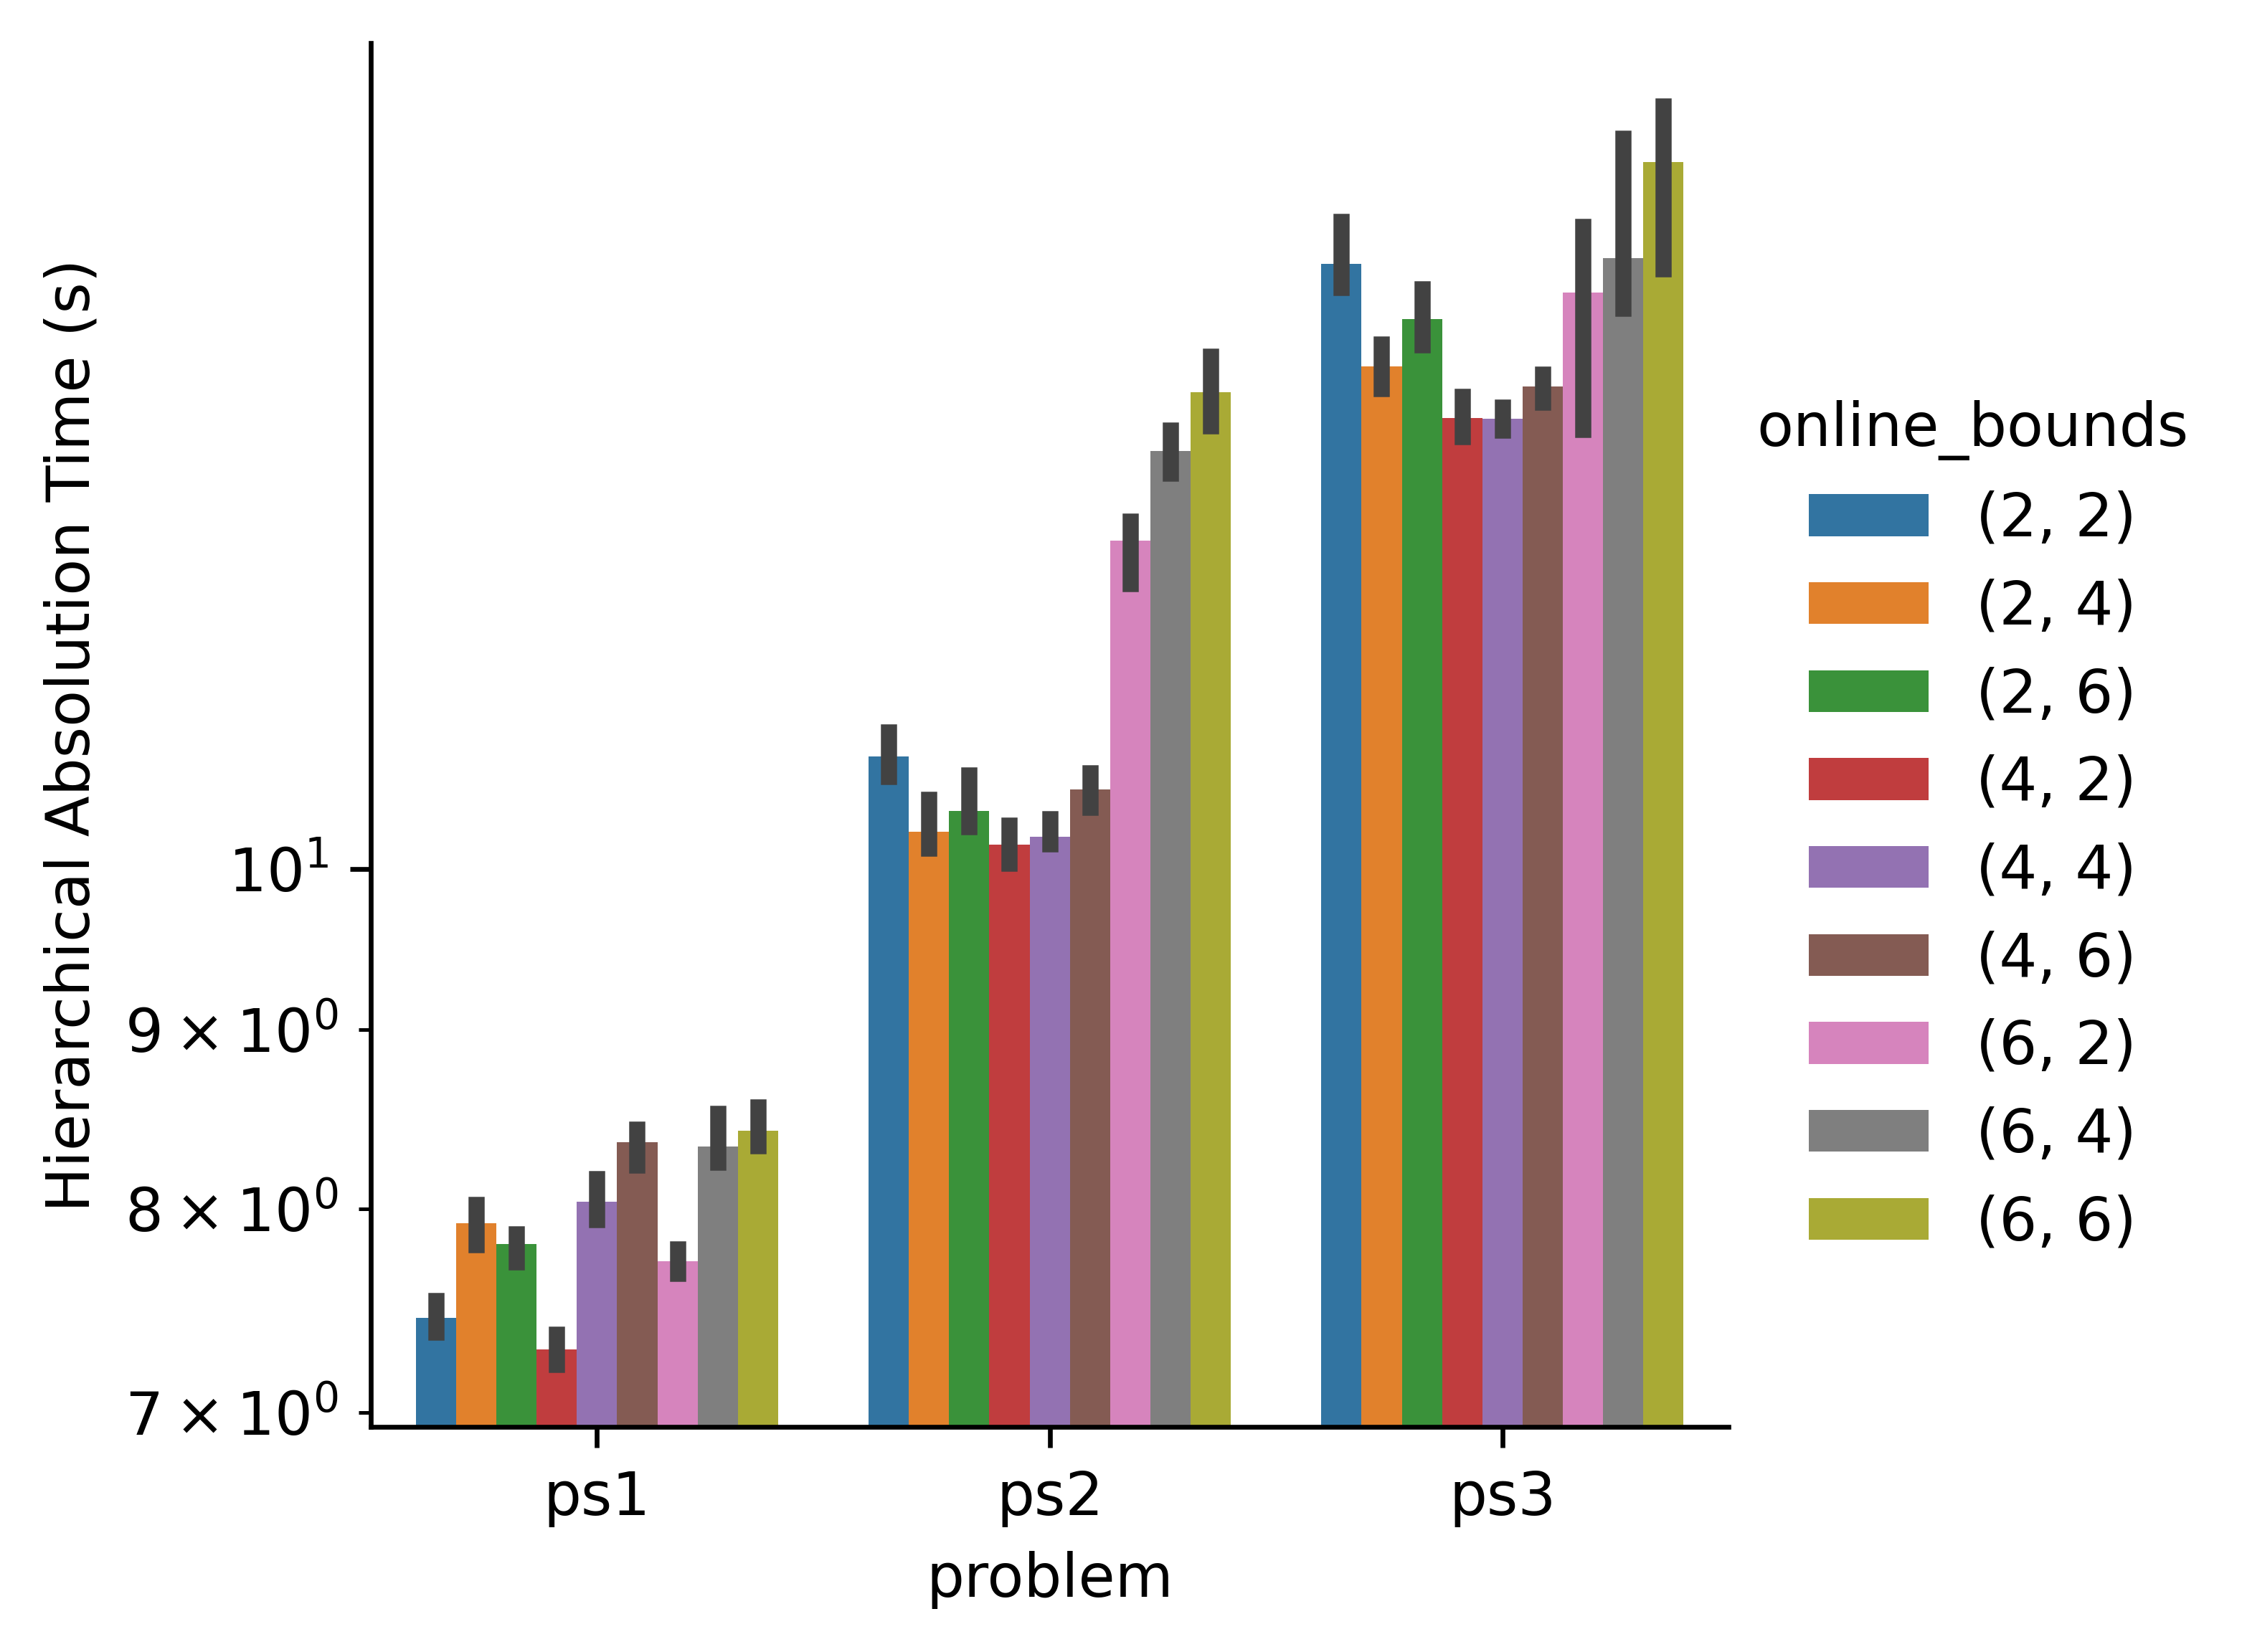 Hierarchical Absolution Time (s)
10¹
9 × 10⁰
8 × 10⁰
7 × 10⁰
ps1
ps2
ps3
problem
online_bounds
(2, 2)
(2, 4)
(2, 6)
(4, 2)
(4, 4)
(4, 6)
(6, 2)
(6, 4)
(6, 6)